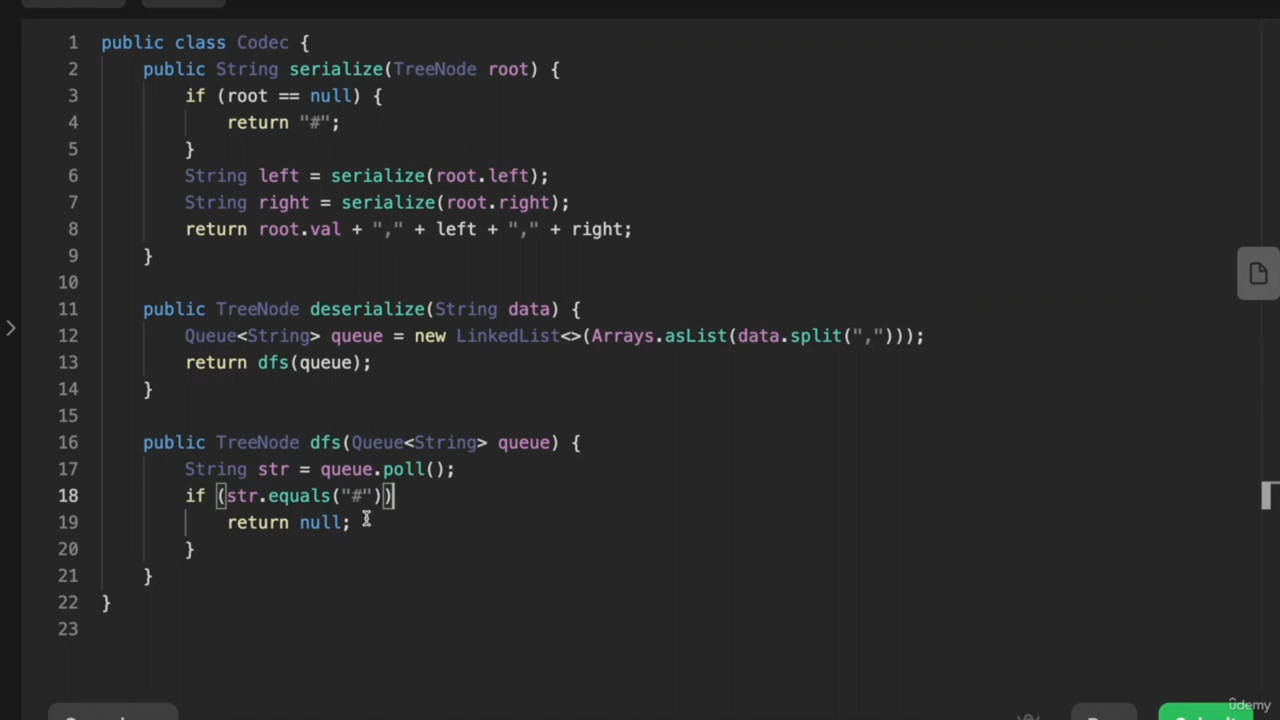 1 public class Codec {
2 public String serialize(TreeNode root) {
3 if (root == null) {
4 return "#";
5 }
6 String left = serialize(root.left);
7 String right = serialize(root.right);
8 return root.val + "," + left + "," + right;
9 }
10
11 public TreeNode deserialize(String data) {
12 Queue<String> queue = new LinkedList<>(Arrays.asList(data.split(",")));
13 return dfs(queue);
14 }
15
16 public TreeNode dfs(Queue<String> queue) {
17 String str = queue.poll();
18 if (str.equals("#"))
19 return null;
20 }
21 }
22 }
23
ûdemy